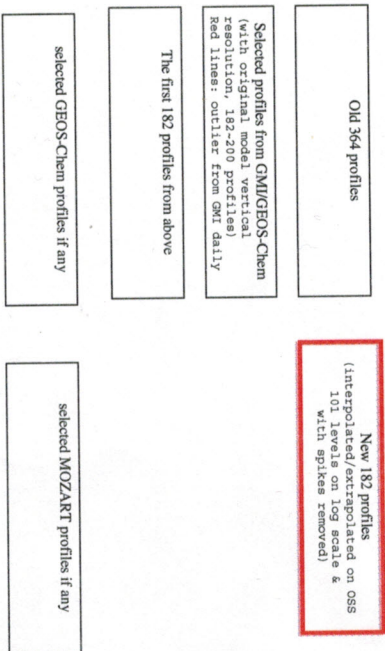 Old 364 profiles
New 182 profiles
(interpolated/extrapolated on OSS
101 levels on log scale &
with spikes removed)
Selected profiles from GMI/GEOS-Chem
(with original model vertical
resolution, 182-200 profiles)
Red lines: outlier from GMI daily
The first 182 profiles from above
selected GEOS-Chem profiles if any
selected MOZART profiles if any